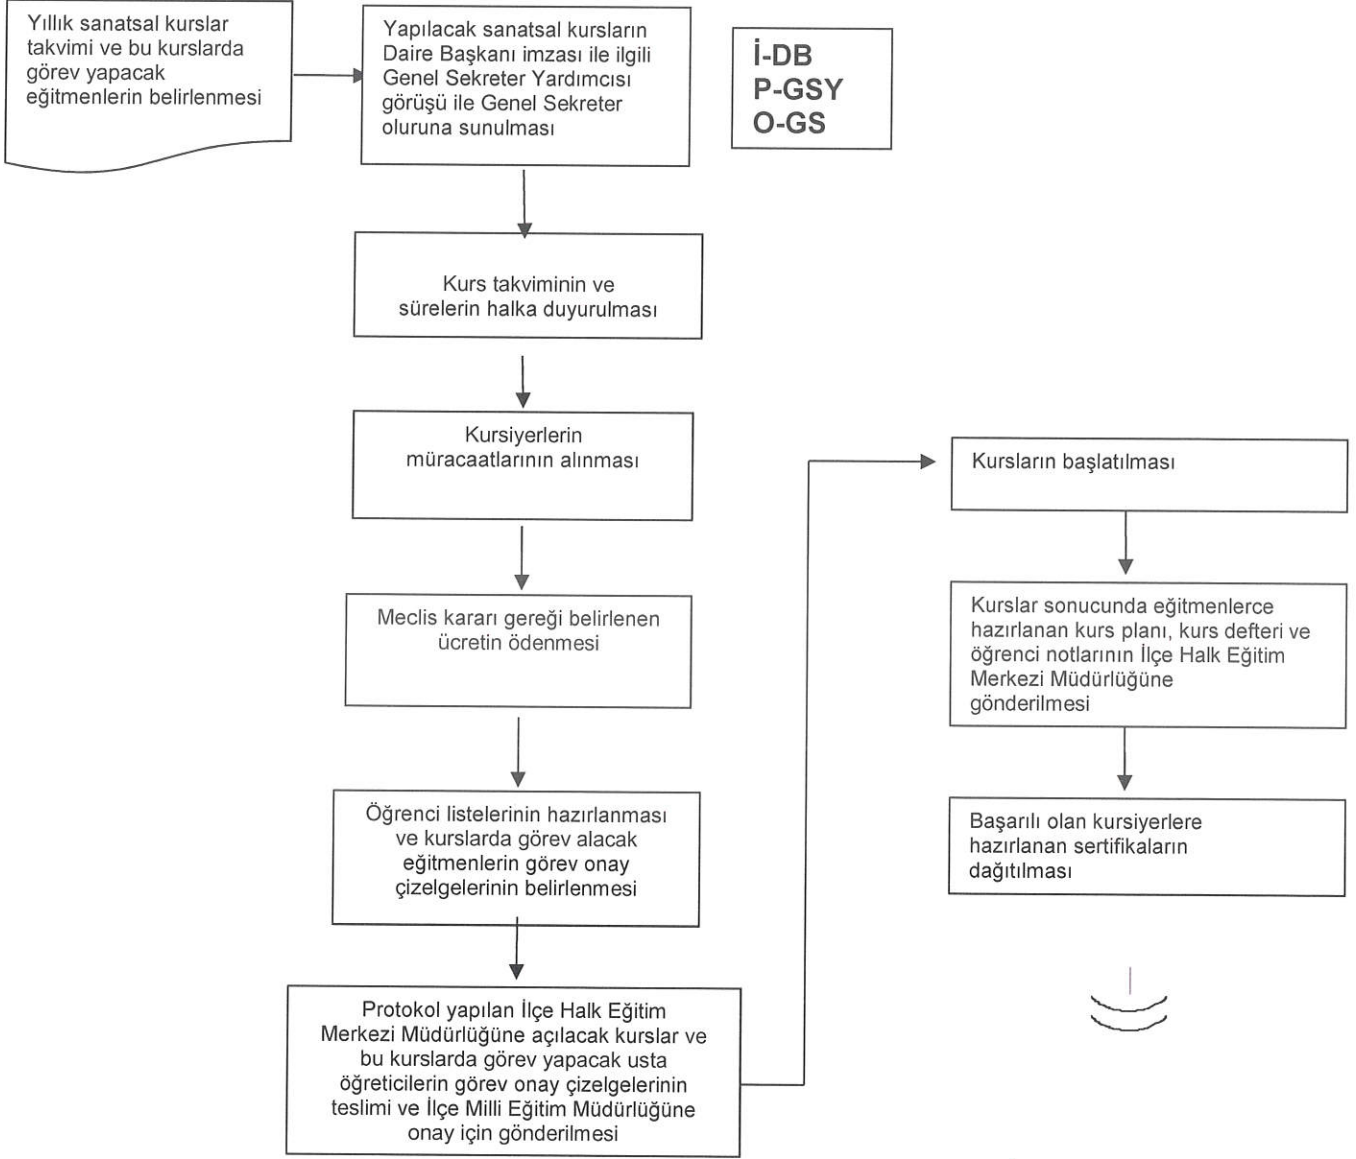 Yıllık sanatsal kurslar
takvimi ve bu kurslarda
görev yapacak
eğitmenlerin belirlenmesi
Yapılacak sanatsal kursların
Daire Başkanı imzası ile ilgili
Genel Sekreter Yardımcısı
görüşü ile Genel Sekreter
oluruna sunulması
İ-DB
P-GSY
O-GS
Kurs takviminin ve
sürelerin halka duyurulması
Kursiyerlerin
müracaatlarının alınması
Meclis kararı gereği belirlenen
ücretin ödenmesi
Öğrenci listelerinin hazırlanması
ve kurslarda görev alacak
eğitmenlerin görev onay
çizelgelerinin belirlenmesi
Protokol yapılan İlçe Halk Eğitim
Merkezi Müdürlüğüne açılacak kurslar ve
bu kurslarda görev yapacak usta
öğreticilerin görev onay çizelgelerinin
teslimi ve İlçe Milli Eğitim Müdürlüğüne
onay için gönderilmesi
Kursların başlatılması
Kurslar sonucunda eğitmenlerce
hazırlanan kurs planı, kurs defteri ve
öğrenci notlarının İlçe Halk Eğitim
Merkezi Müdürlüğüne
gönderilmesi
Başarılı olan kursiyerlere
hazırlanan sertifikaların
dağıtılması